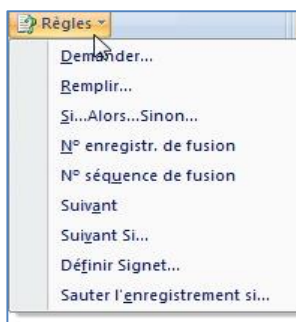 Règles
Demander...
Remplir...
Si...Alors...Sinon...
N° enregistr. de fusion
N° séquence de fusion
Suivant
Suivant Si...
Définir Signet...
Sauter l'enregistrement si...